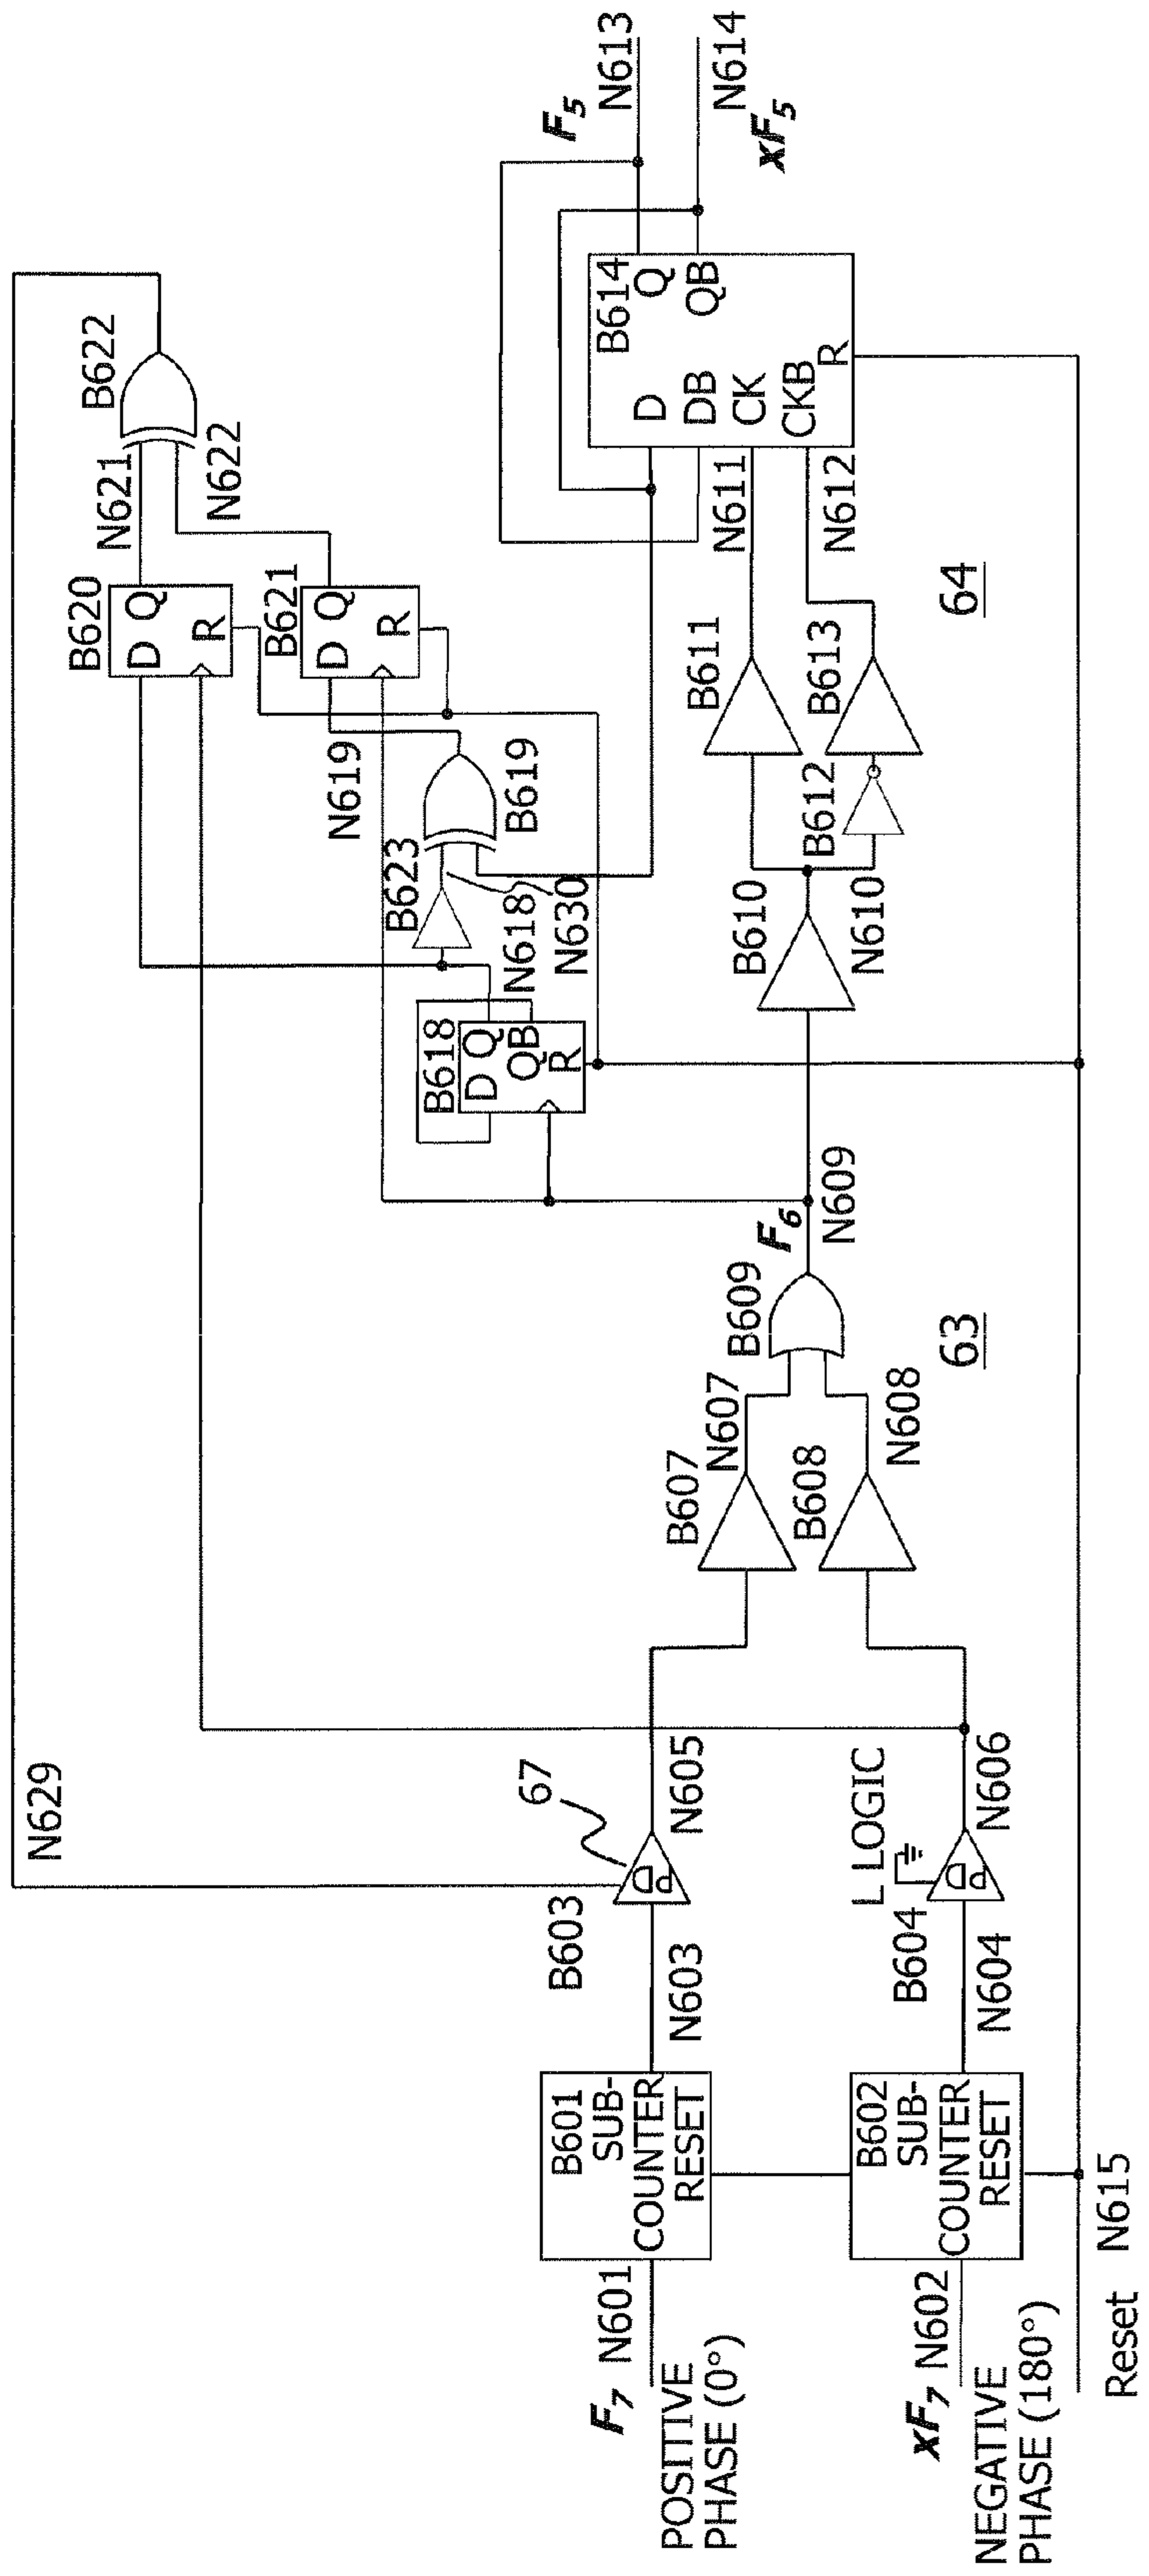 N629
B620
D Q
R
N621
B622
N622
B621
D Q
R
N619
B619
B623
N618
N630
B618
D Q
QB
R
F5
N613
N614
xF5
B614
D Q
DB QB
CK
CKB
R
N611
N612
B611
B613
B612
B610
N610
64
F6
N609
B609
63
N607
B607
B608
N608
67
B603
PD
N605
N603
L LOGIC
B604
PD
N606
N604
B601
SUB-
COUNTER
RESET
B602
SUB-
COUNTER
RESET
F7 N601
POSITIVE
PHASE (0°)
xF7 N602
NEGATIVE
PHASE (180°)
Reset N615